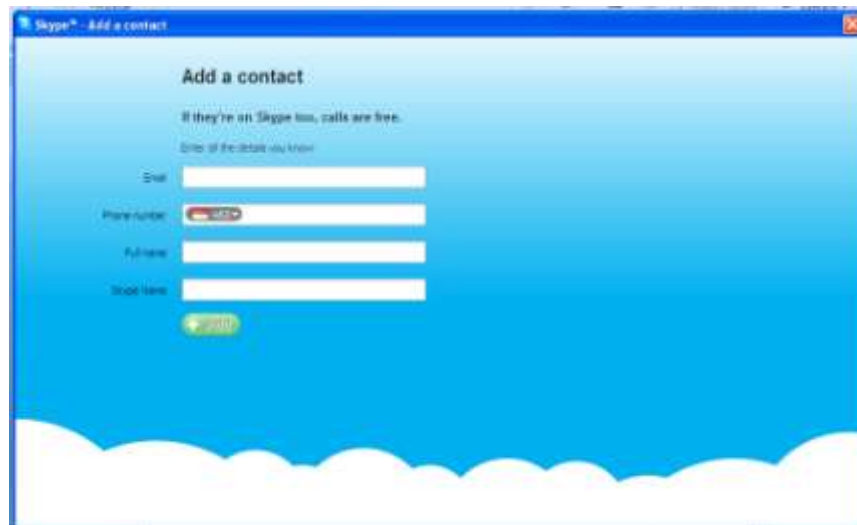 Skype™ - Add a contact
Add a contact
If they're on Skype too, calls are free.
Enter all the details you know
Email
Phone number
Full name
Skype Name